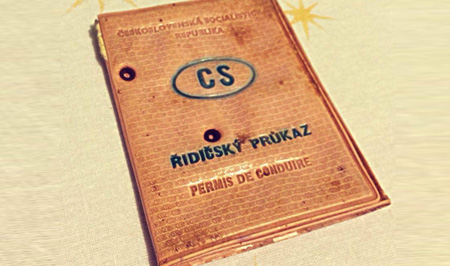 ČESKOSLOVENSKÁ SOCIALISTICKÁ
REPUBLIKA
CS
ŘIDIČSKÝ PRŮKAZ
PERMIS DE CONDUIRE